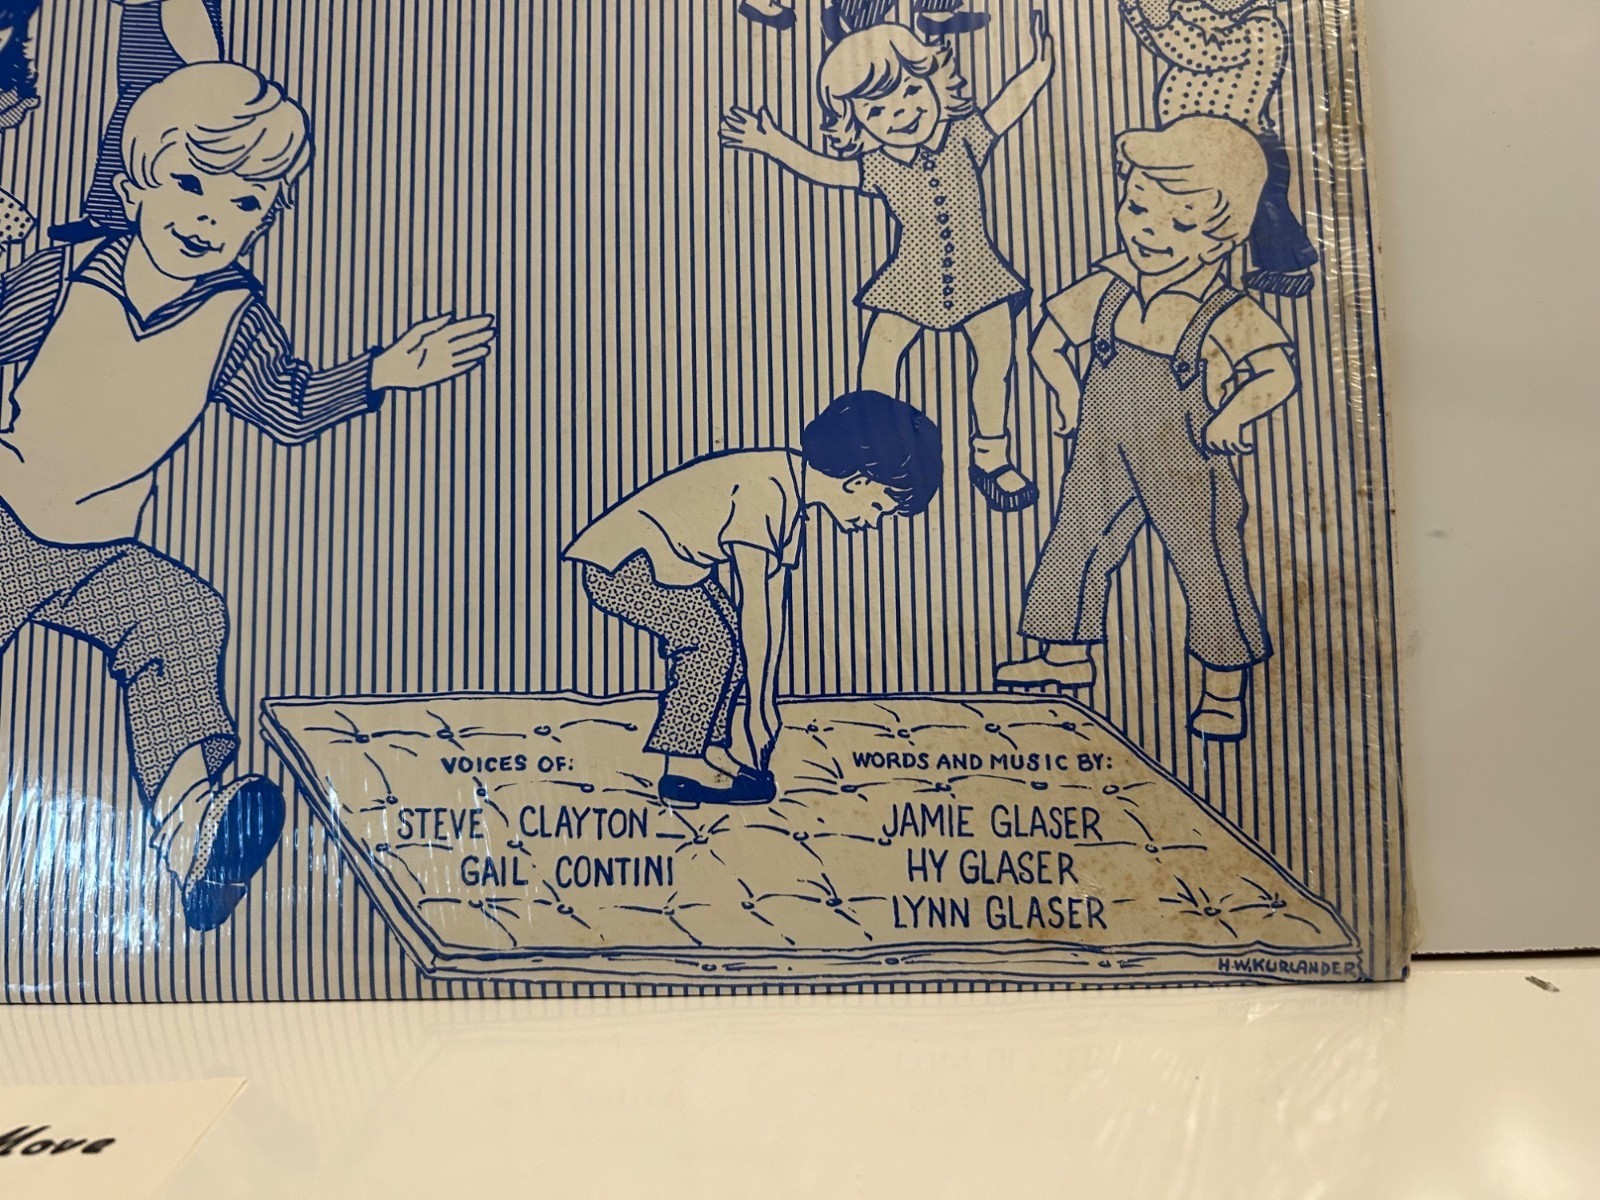 VOICES OF:
STEVE CLAYTON
GAIL CONTINI
WORDS AND MUSIC BY:
JAMIE GLASER
HY GLASER
LYNN GLASER
H.W.KURLANDER
Move